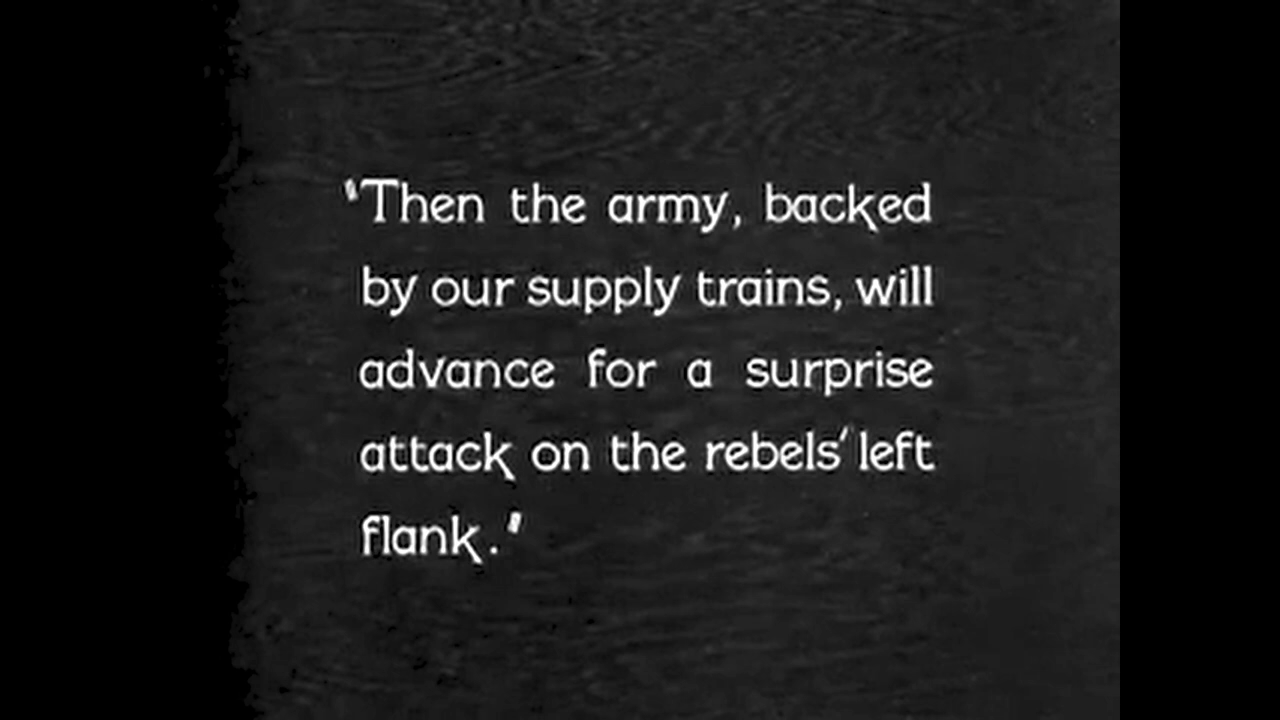 'Then the army, backed
by our supply trains, will
advance for a surprise
attack on the rebels' left
flank.'